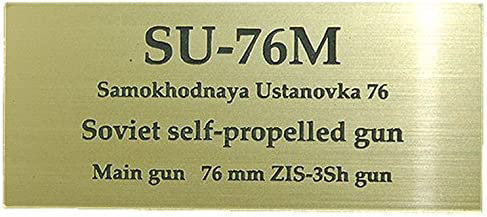 SU-76M
Samokhodnaya Ustanovka 76
Soviet self-propelled gun
Main gun 76 mm ZIS-3Sh gun